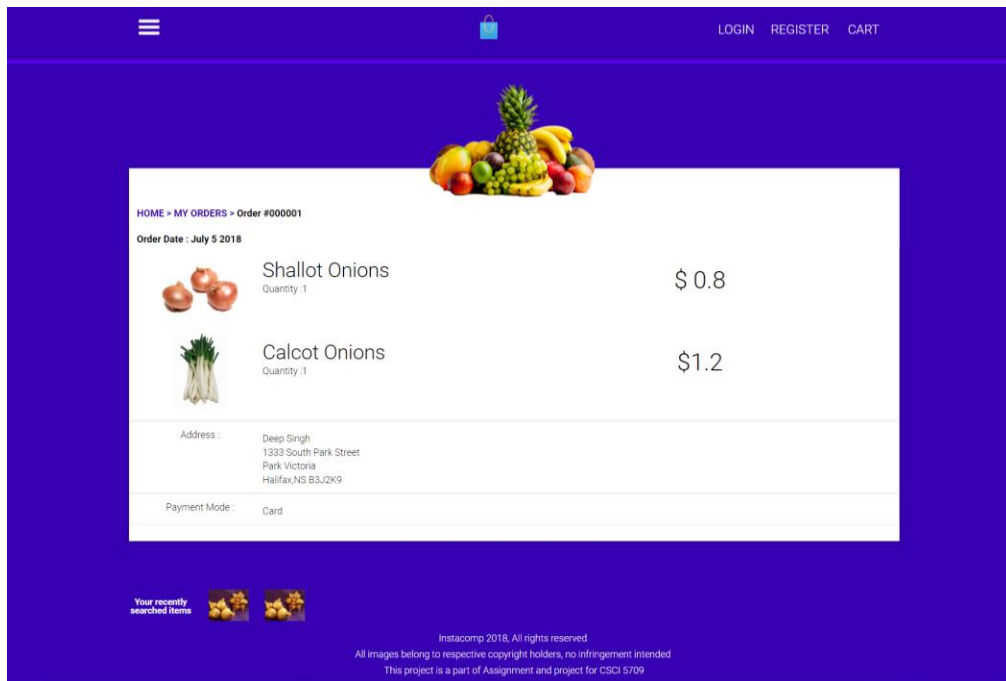 LOGIN REGISTER CART
HOME > MY ORDERS > Order #000001
Order Date : July 5 2018
Shallot Onions
Quantity :1
$ 0.8
Calcot Onions
Quantity :1
$1.2
Address :
Deep Singh
1333 South Park Street
Park Victoria
Halifax,NS B3J2K9
Payment Mode :
Card
Your recently
searched items
Instacomp 2018, All rights reserved
All images belong to respective copyright holders, no infringement intended
This project is a part of Assignment and project for CSCI 5709